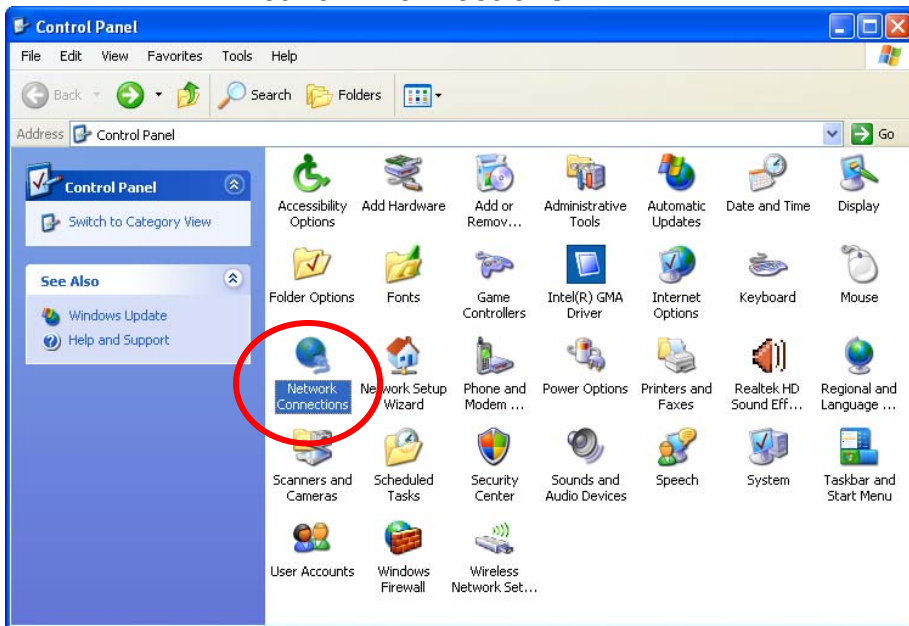 Control Panel
File Edit View Favorites Tools Help
Back Search Folders
Address Control Panel Go
Control Panel
Switch to Category View
See Also
Windows Update
Help and Support
Accessibility Options
Add Hardware
Add or Remov...
Administrative Tools
Automatic Updates
Date and Time
Display
Folder Options
Fonts
Game Controllers
Intel(R) GMA Driver
Internet Options
Keyboard
Mouse
Network Connections
Network Setup Wizard
Phone and Modem ...
Power Options
Printers and Faxes
Realtek HD Sound Eff...
Regional and Language ...
Scanners and Cameras
Scheduled Tasks
Security Center
Sounds and Audio Devices
Speech
System
Taskbar and Start Menu
User Accounts
Windows Firewall
Wireless Network Set...